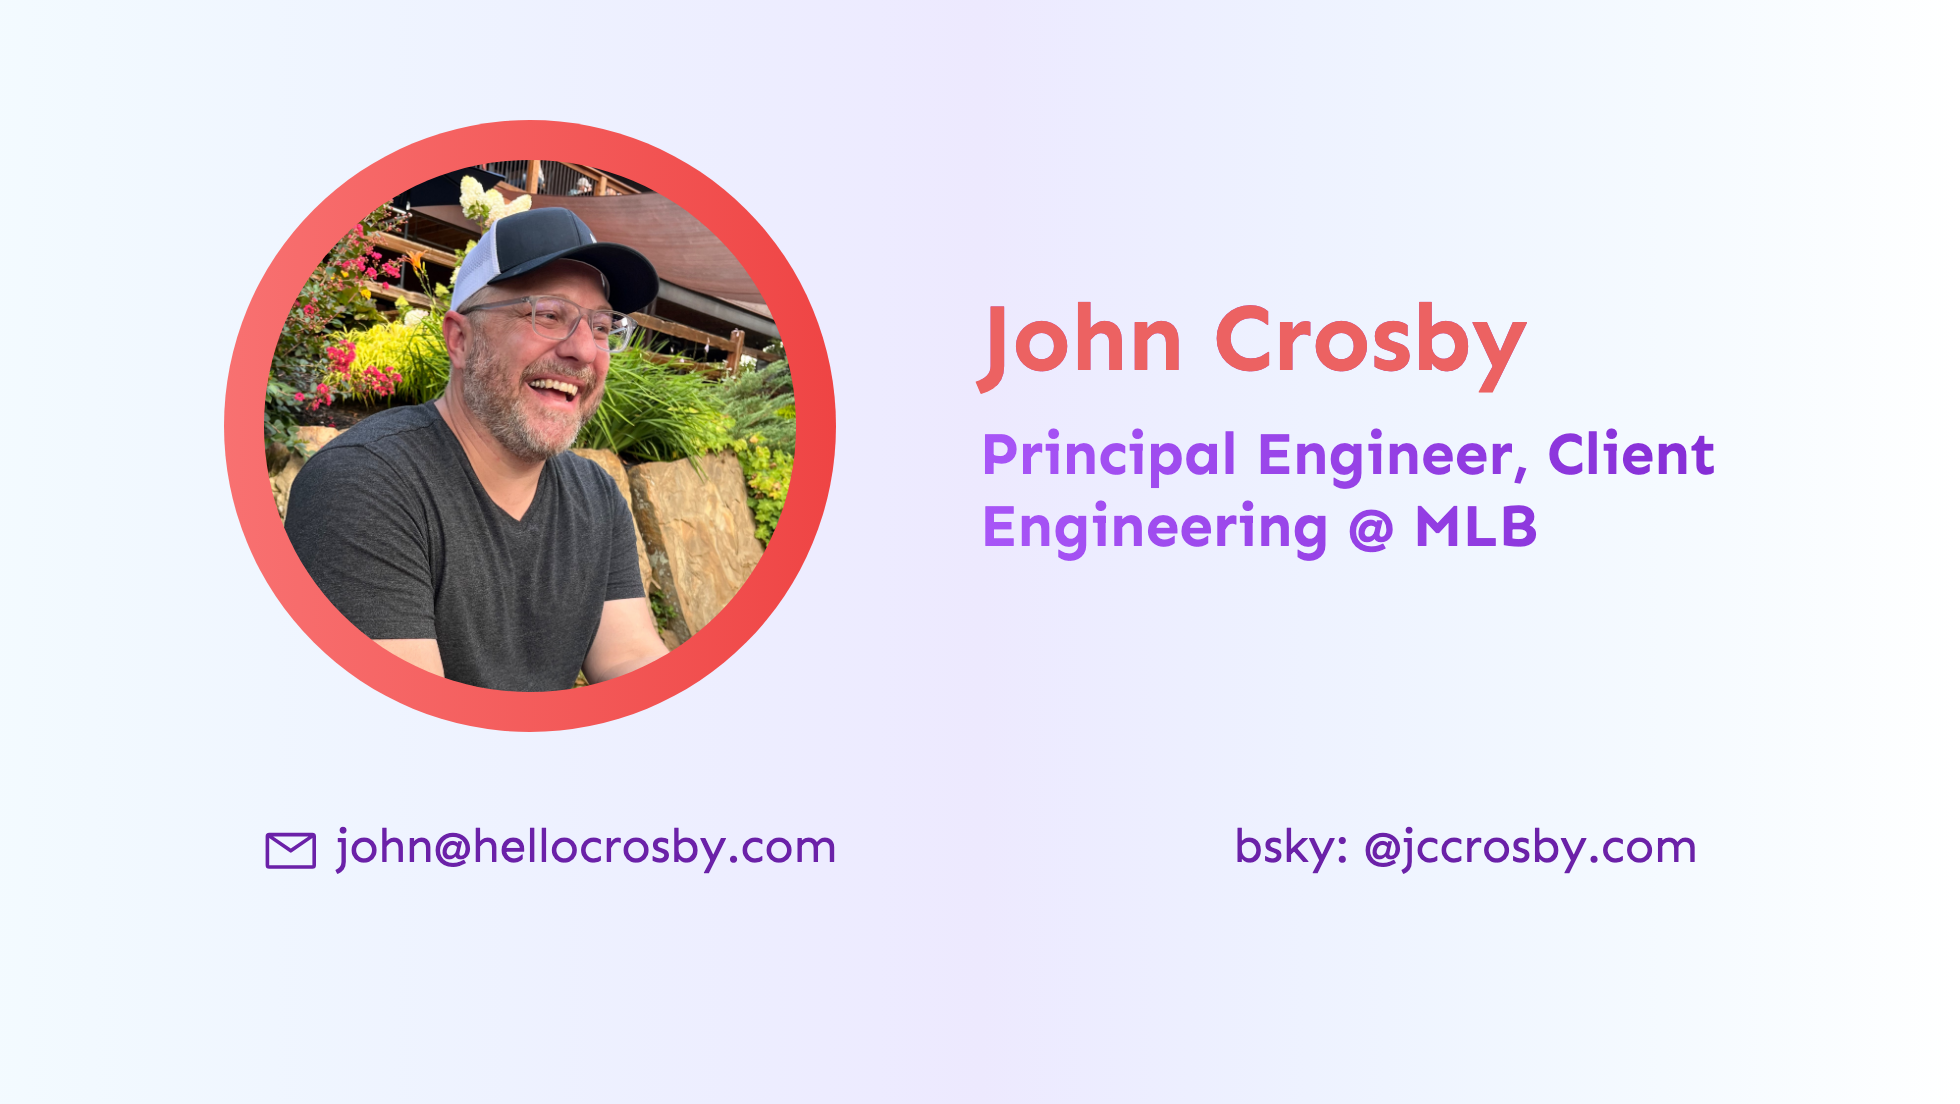 John Crosby
Principal Engineer, Client
Engineering @ MLB
john@hellocrosby.com
bsky: @jccrosby.com